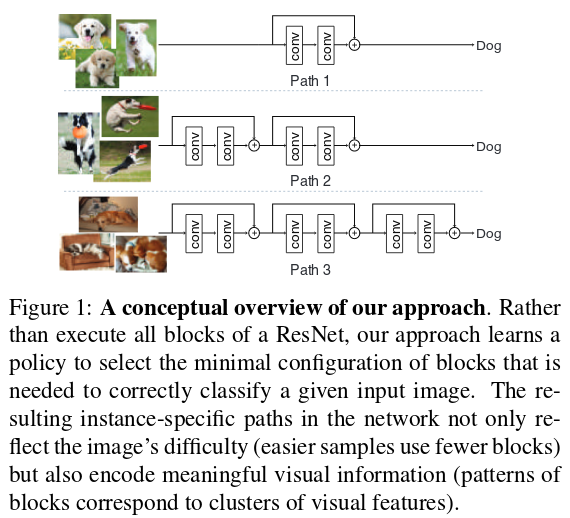 conv
conv
+
Dog
Path 1
conv
conv
+
conv
conv
+
Dog
Path 2
conv
conv
+
conv
conv
+
conv
conv
+
Dog
Path 3
Figure 1: A conceptual overview of our approach. Rather
than execute all blocks of a ResNet, our approach learns a
policy to select the minimal configuration of blocks that is
needed to correctly classify a given input image. The re-
sulting instance-specific paths in the network not only re-
flect the image's difficulty (easier samples use fewer blocks)
but also encode meaningful visual information (patterns of
blocks correspond to clusters of visual features).